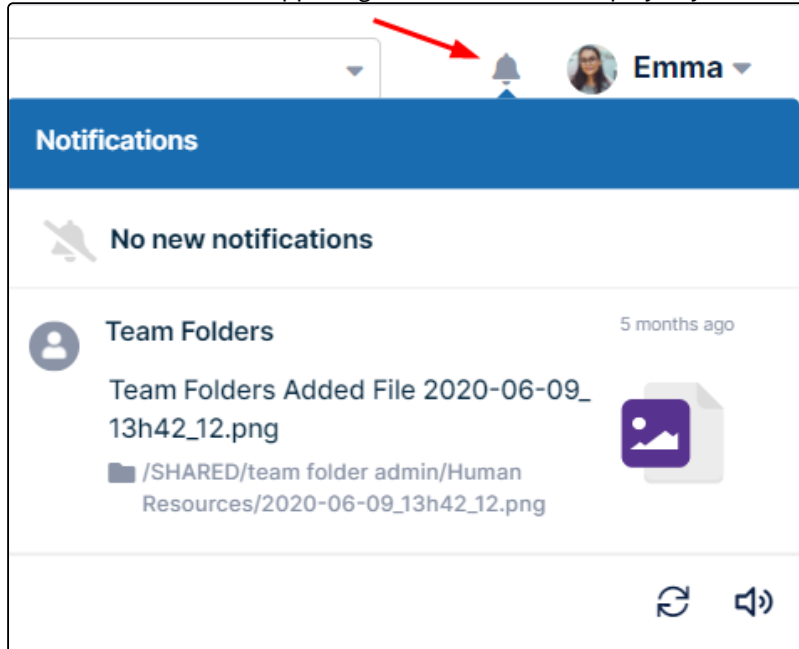 Emma
Notifications
No new notifications
Team Folders
5 months ago
Team Folders Added File 2020-06-09_
13h42_12.png
/SHARED/team folder admin/Human
Resources/2020-06-09_13h42_12.png